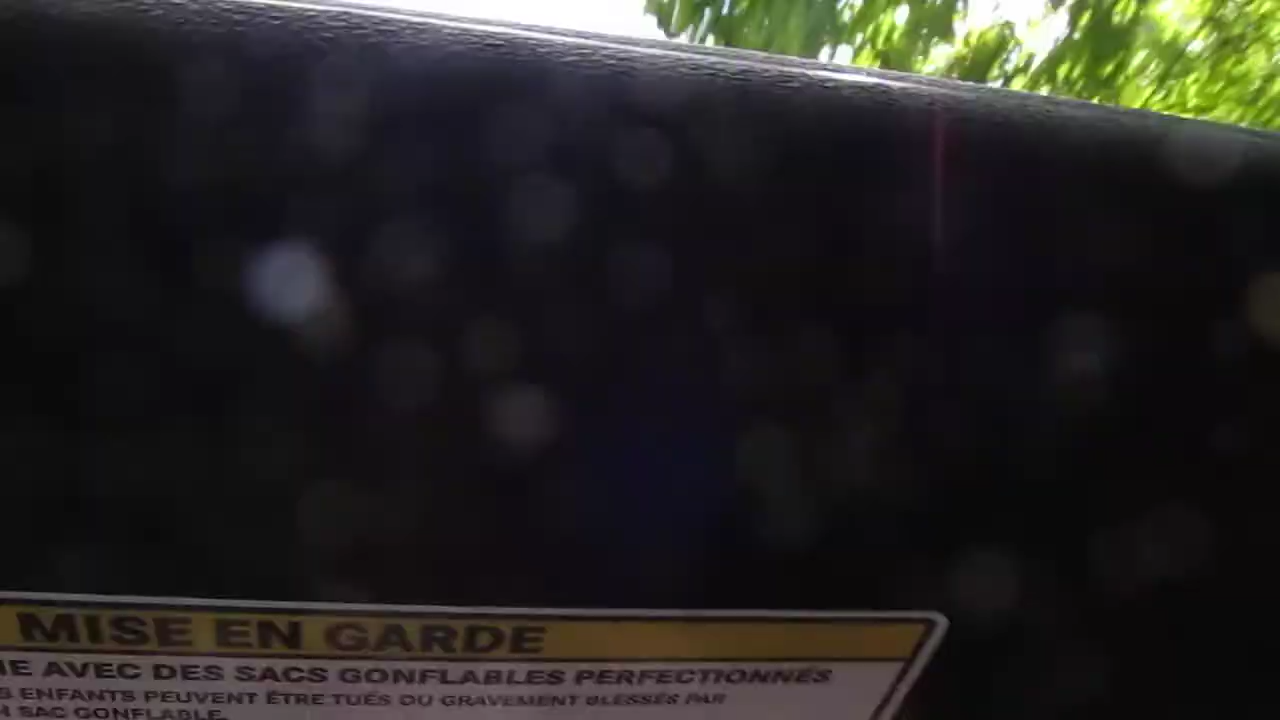 MISE EN GARDE
AVEC DES SACS GONFLABLES PERFECTIONNÉS
ENFANTS PEUVENT ÊTRE TUÉS OU GRAVEMENT BLESSÉS PAR
SAC GONFLABLE.